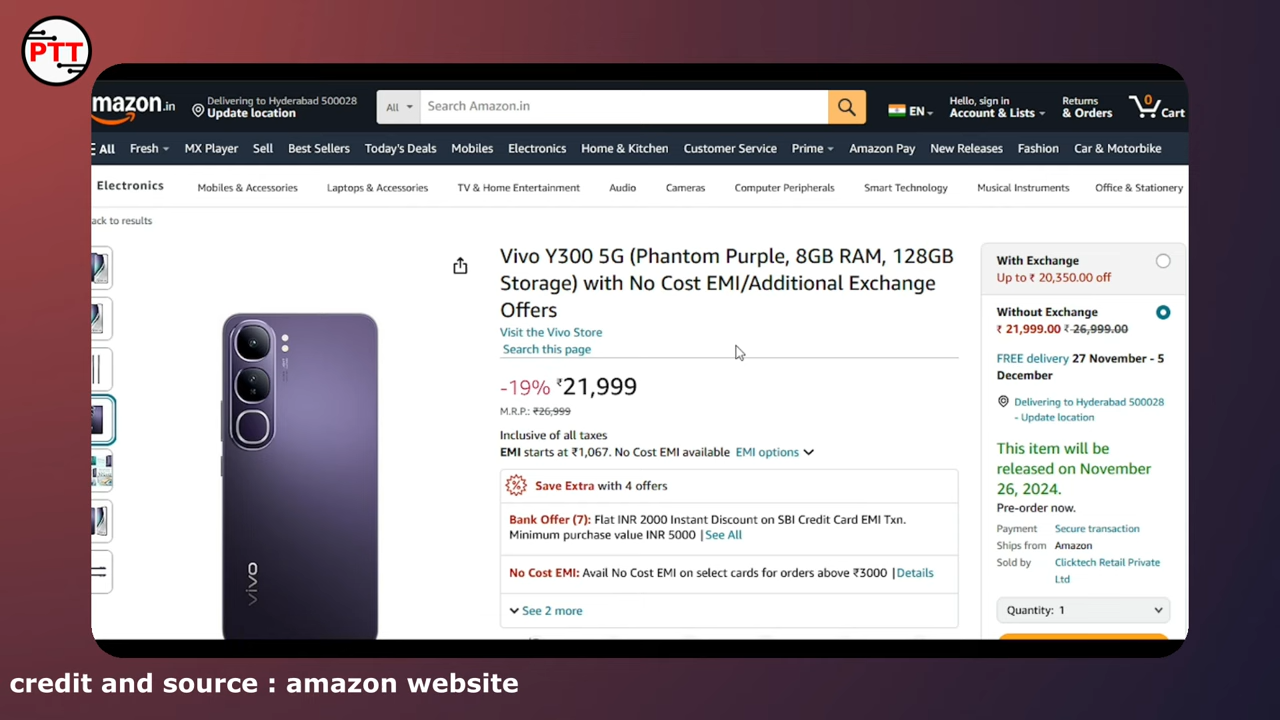 PTT
mazon.in
Delivering to Hyderabad 500028
Update location
All
Search Amazon.in
EN
Hello, sign in
Account & Lists
Returns
& Orders
0
Cart
All
Fresh
MX Player
Sell
Best Sellers
Today's Deals
Mobiles
Electronics
Home & Kitchen
Customer Service
Prime
Amazon Pay
New Releases
Fashion
Car & Motorbike
Electronics
Mobiles & Accessories
Laptops & Accessories
TV & Home Entertainment
Audio
Cameras
Computer Peripherals
Smart Technology
Musical Instruments
Office & Stationery
ack to results
Vivo Y300 5G (Phantom Purple, 8GB RAM, 128GB
Storage) with No Cost EMI/Additional Exchange
Offers
Visit the Vivo Store
Search this page
-19% ₹21,999
M.R.P.: ₹26,999
Inclusive of all taxes
EMI starts at ₹1,067. No Cost EMI available EMI options
Save Extra with 4 offers
Bank Offer (7): Flat INR 2000 Instant Discount on SBI Credit Card EMI Txn.
Minimum purchase value INR 5000 | See All
No Cost EMI: Avail No Cost EMI on select cards for orders above ₹3000 | Details
See 2 more
vivo
With Exchange
Up to ₹ 20,350.00 off
Without Exchange
₹ 21,999.00 ₹ 26,999.00
FREE delivery 27 November - 5
December
Delivering to Hyderabad 500028
- Update location
This item will be
released on November
26, 2024.
Pre-order now.
Payment Secure transaction
Ships from Amazon
Sold by Clicktech Retail Private
Ltd
Quantity: 1
credit and source : amazon website